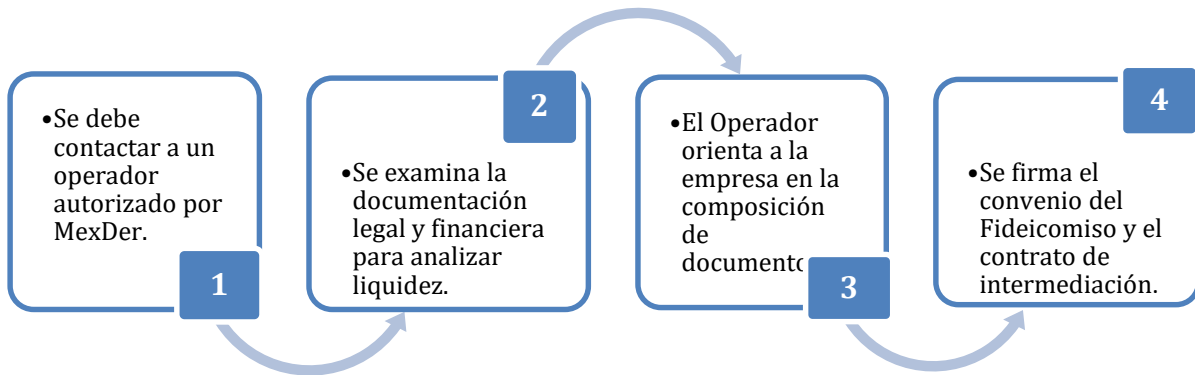 •Se debe
contactar a un
operador
autorizado por
MexDer.
1
2
•Se examina la
documentación
legal y financiera
para analizar
liquidez.
•El Operador
orienta a la
empresa en la
composición
de
documento
3
4
•Se firma el
convenio del
Fideicomiso y el
contrato de
intermediación.